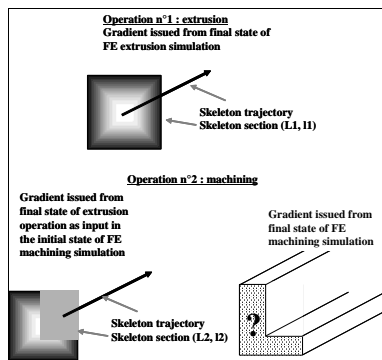 Operation n°1 : extrusion
Gradient issued from final state of
FE extrusion simulation
Skeleton trajectory
Skeleton section (L1, l1)
Operation n°2 : machining
Gradient issued from
final state of extrusion
operation as input in
the initial state of FE
machining simulation
Skeleton trajectory
Skeleton section (L2, l2)
Gradient issued from
final state of FE
machining simulation
?